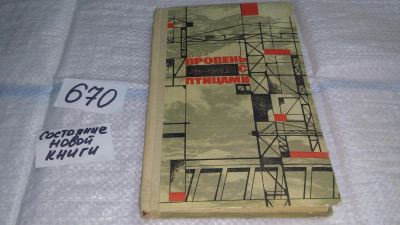 670
состояние
новой
книги
ВРОВЕНЬ
С
ПТИЦАМИ